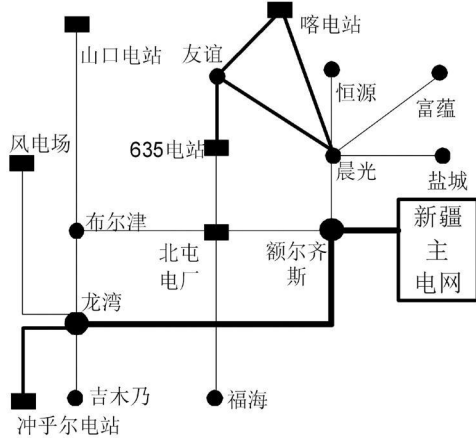 喀电站
山口电站
友谊
恒源
富蕴
风电场
635电站
晨光
盐城
布尔津
北屯
电厂
额尔齐
斯
新疆
主
电网
龙湾
吉木乃
福海
冲乎尔电站